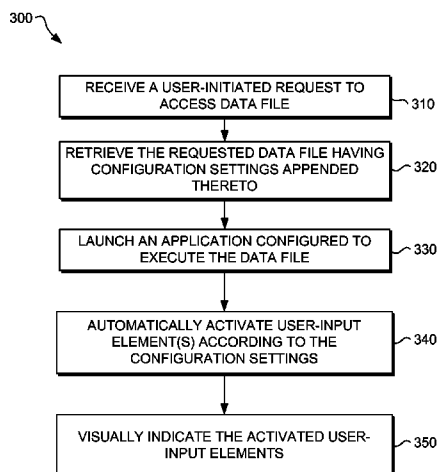 300
RECEIVE A USER-INITIATED REQUEST TO
ACCESS DATA FILE
310
RETRIEVE THE REQUESTED DATA FILE HAVING
CONFIGURATION SETTINGS APPENDED
THERETO
320
LAUNCH AN APPLICATION CONFIGURED TO
EXECUTE THE DATA FILE
330
AUTOMATICALLY ACTIVATE USER-INPUT
ELEMENT(S) ACCORDING TO THE
CONFIGURATION SETTINGS
340
VISUALLY INDICATE THE ACTIVATED USER-
INPUT ELEMENTS
350